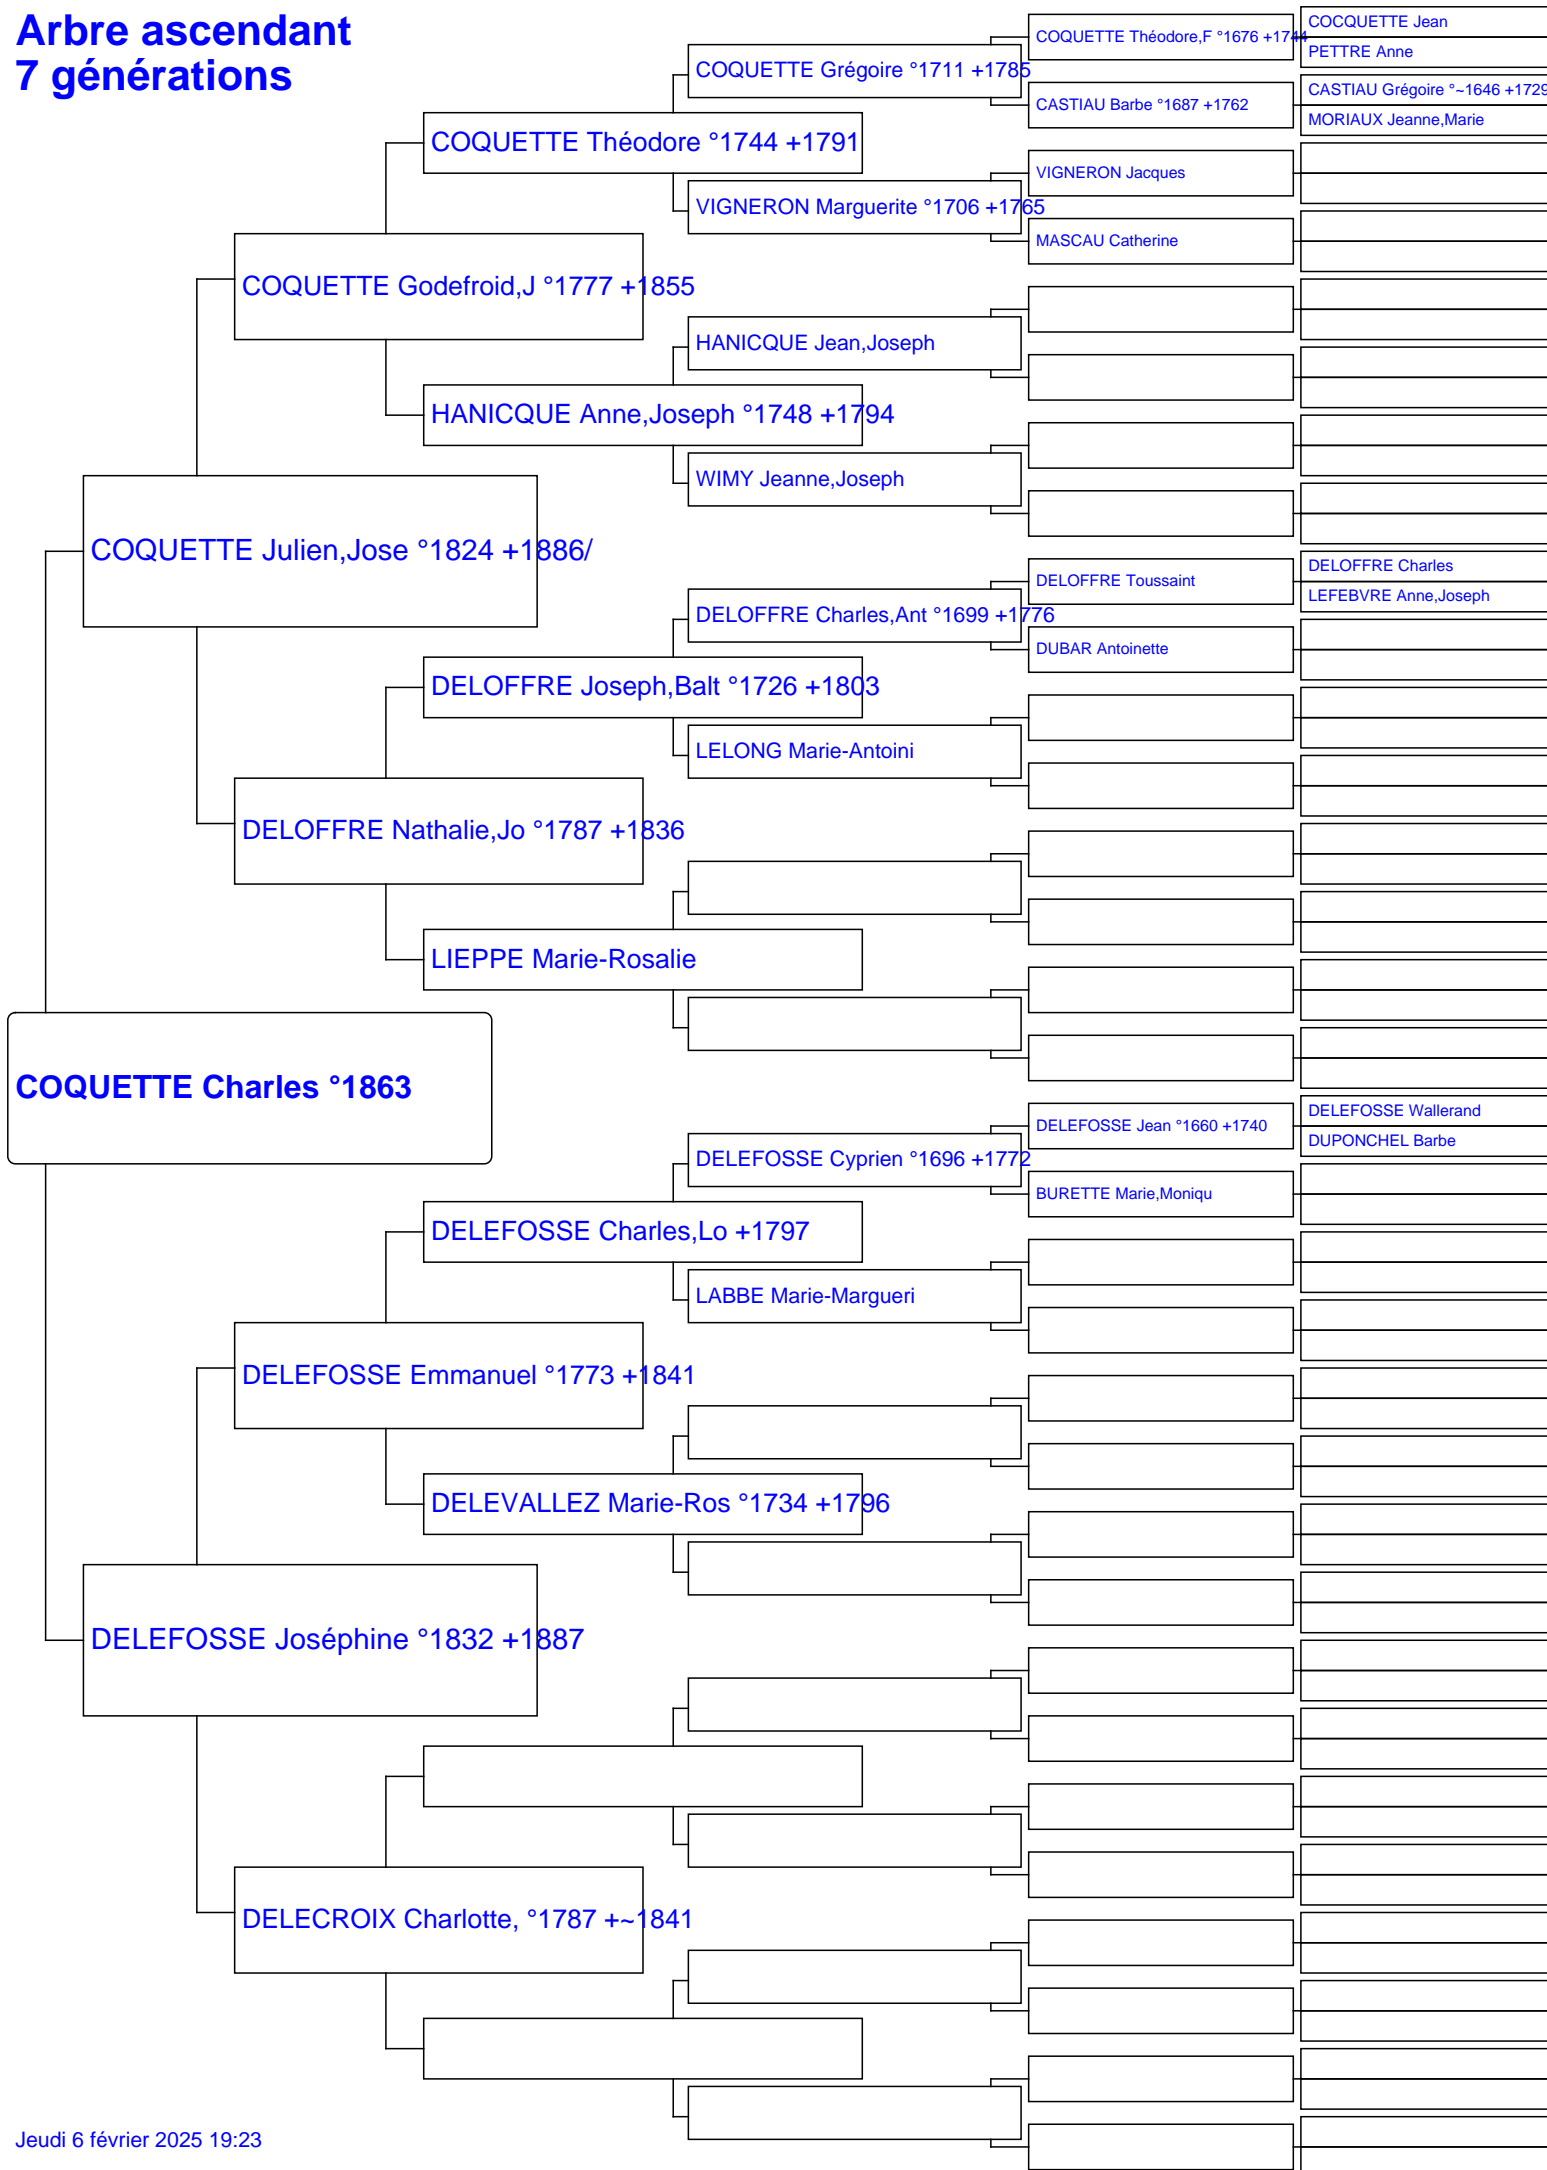 Arbre ascendant
7 générations
COQUETTE Charles °1863
COQUETTE Julien,Jose °1824 +1886/
DELEFOSSE Joséphine °1832 +1887
COQUETTE Godefroid,J °1777 +1855
DELOFFRE Nathalie,Jo °1787 +1836
DELEFOSSE Emmanuel °1773 +1841
DELECROIX Charlotte, °1787 +~1841
COQUETTE Théodore °1744 +1791
HANICQUE Anne,Joseph °1748 +1794
DELOFFRE Joseph,Balt °1726 +1803
LIEPPE Marie-Rosalie
DELEFOSSE Charles,Lo +1797
DELEVALLEZ Marie-Ros °1734 +1796
COQUETTE Grégoire °1711 +1785
VIGNERON Marguerite °1706 +1765
HANICQUE Jean,Joseph
WIMY Jeanne,Joseph
DELOFFRE Charles,Ant °1699 +1776
LELONG Marie-Antoini
DELEFOSSE Cyprien °1696 +1772
LABBE Marie-Margueri
COQUETTE Théodore,F °1676 +1744
CASTIAU Barbe °1687 +1762
VIGNERON Jacques
MASCAU Catherine
DELOFFRE Toussaint
DUBAR Antoinette
DELEFOSSE Jean °1660 +1740
BURETTE Marie,Moniqu
COCQUETTE Jean
PETTRE Anne
CASTIAU Grégoire °~1646 +1729
MORIAUX Jeanne,Marie
DELOFFRE Charles
LEFEBVRE Anne,Joseph
DELEFOSSE Wallerand
DUPONCHEL Barbe
Jeudi 6 février 2025 19:23